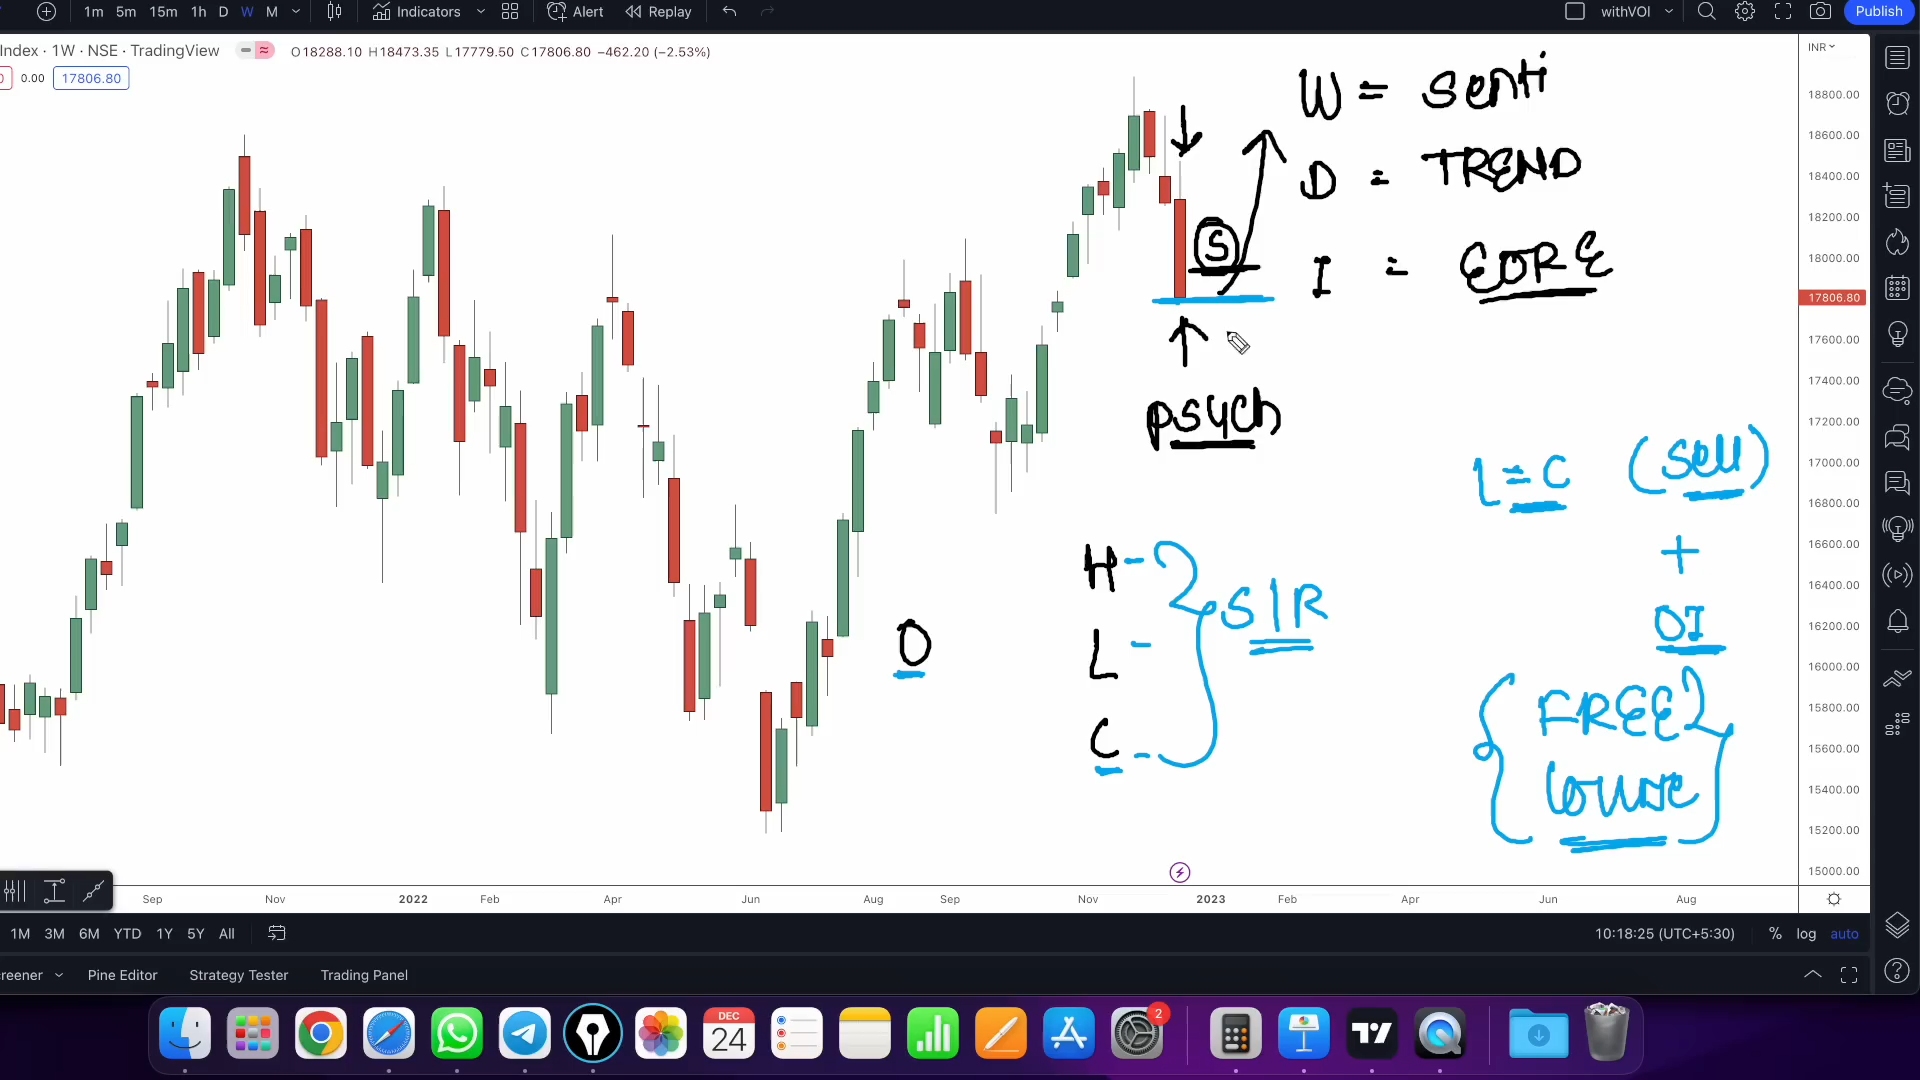 1m 5m 15m 1h D W M Indicators Alert Replay withVOI Publish
Index · 1W · NSE · TradingView O18288.10 H18473.35 L17779.50 C17806.80 −462.20 (−2.53%)
0.00 17806.80
INR
W = senti
D = TREND
S
I = CORE
psych
L = C (sell)
+
OI
FREE
H
L S/R
C
O
18800.00
18600.00
18400.00
18200.00
18000.00
17806.80
17600.00
17400.00
17200.00
17000.00
16800.00
16600.00
16400.00
16200.00
16000.00
15800.00
15600.00
15400.00
15200.00
15000.00
Sep Nov 2022 Feb Apr Jun Aug Sep Nov 2023 Feb Apr Jun Aug
1M 3M 6M YTD 1Y 5Y All 10:18:25 (UTC+5:30) % log auto
reener Pine Editor Strategy Tester Trading Panel
DEC
24
2